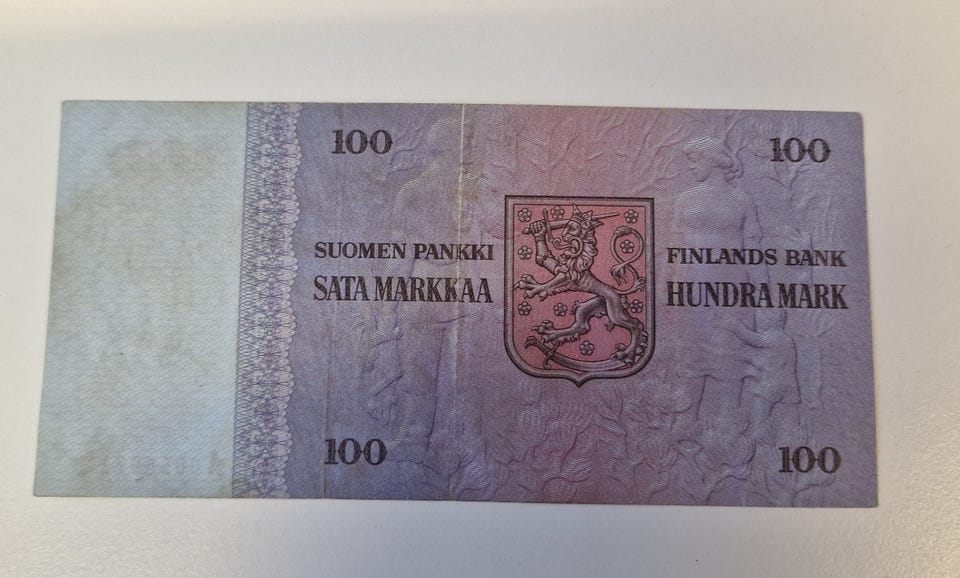 100 100
SUOMEN PANKKI FINLANDS BANK
SATA MARKKAA HUNDRA MARK
100 100